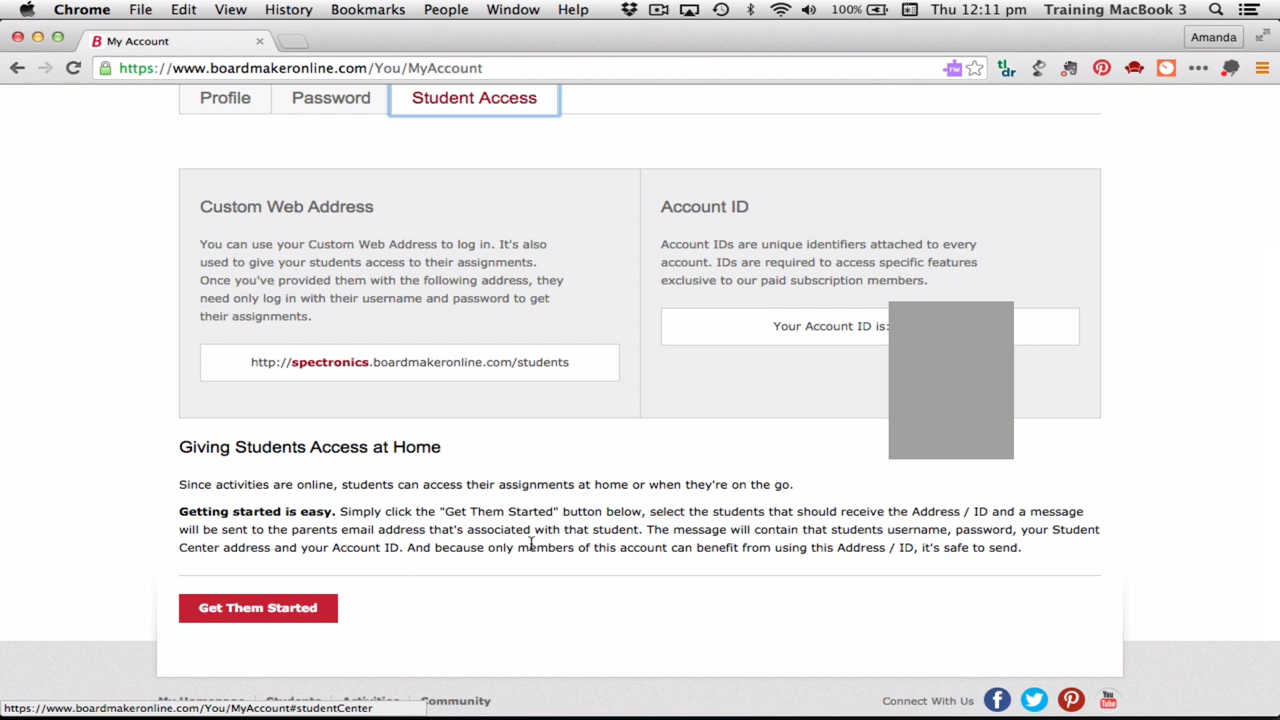 Chrome File Edit View History Bookmarks People Window Help 100% Thu 12:11 pm Training MacBook 3
B My Account × Amanda
https://www.boardmakeronline.com/You/MyAccount rw tl;dr
Profile Password Student Access
Custom Web Address
You can use your Custom Web Address to log in. It's also
used to give your students access to their assignments.
Once you've provided them with the following address, they
need only log in with their username and password to get
their assignments.
http://spectronics.boardmakeronline.com/students
Account ID
Account IDs are unique identifiers attached to every
account. IDs are required to access specific features
exclusive to our paid subscription members.
Your Account ID is:
Giving Students Access at Home
Since activities are online, students can access their assignments at home or when they're on the go.
Getting started is easy. Simply click the "Get Them Started" button below, select the students that should receive the Address / ID and a message
will be sent to the parents email address that's associated with that student. The message will contain that students username, password, your Student
Center address and your Account ID. And because only members of this account can benefit from using this Address / ID, it's safe to send.
Get Them Started
My Homepage Students Activities Community Connect With Us You Tube
https://www.boardmakeronline.com/You/MyAccount#studentCenter